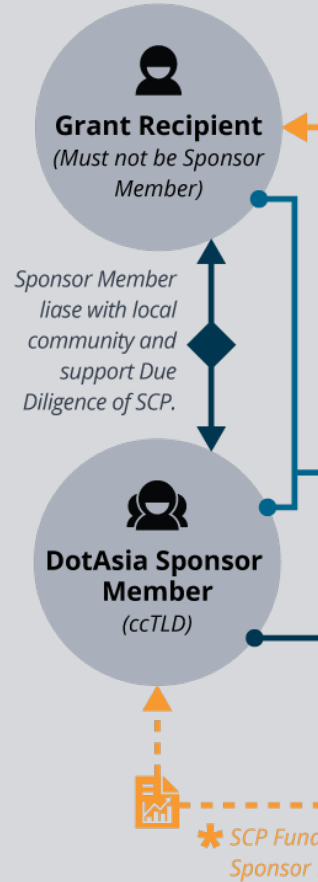 Grant Recipient
(Must not be Sponsor
Member)
Sponsor Member
liase with local
community and
support Due
Diligence of SCP.
DotAsia Sponsor
Member
(ccTLD)
* SCP Fund
Sponsor